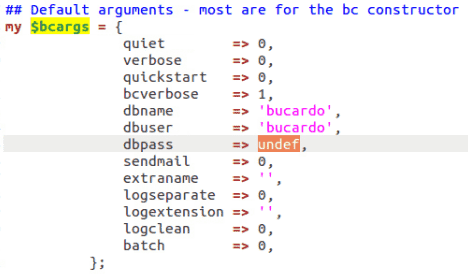 ## Default arguments - most are for the bc constructor
my $bcargs = {
quiet => 0,
verbose => 0,
quickstart => 0,
bcverbose => 1,
dbname => 'bucardo',
dbuser => 'bucardo',
dbpass => undef,
sendmail => 0,
extraname => '',
logseparate => 0,
logextension => '',
logclean => 0,
batch => 0,
};